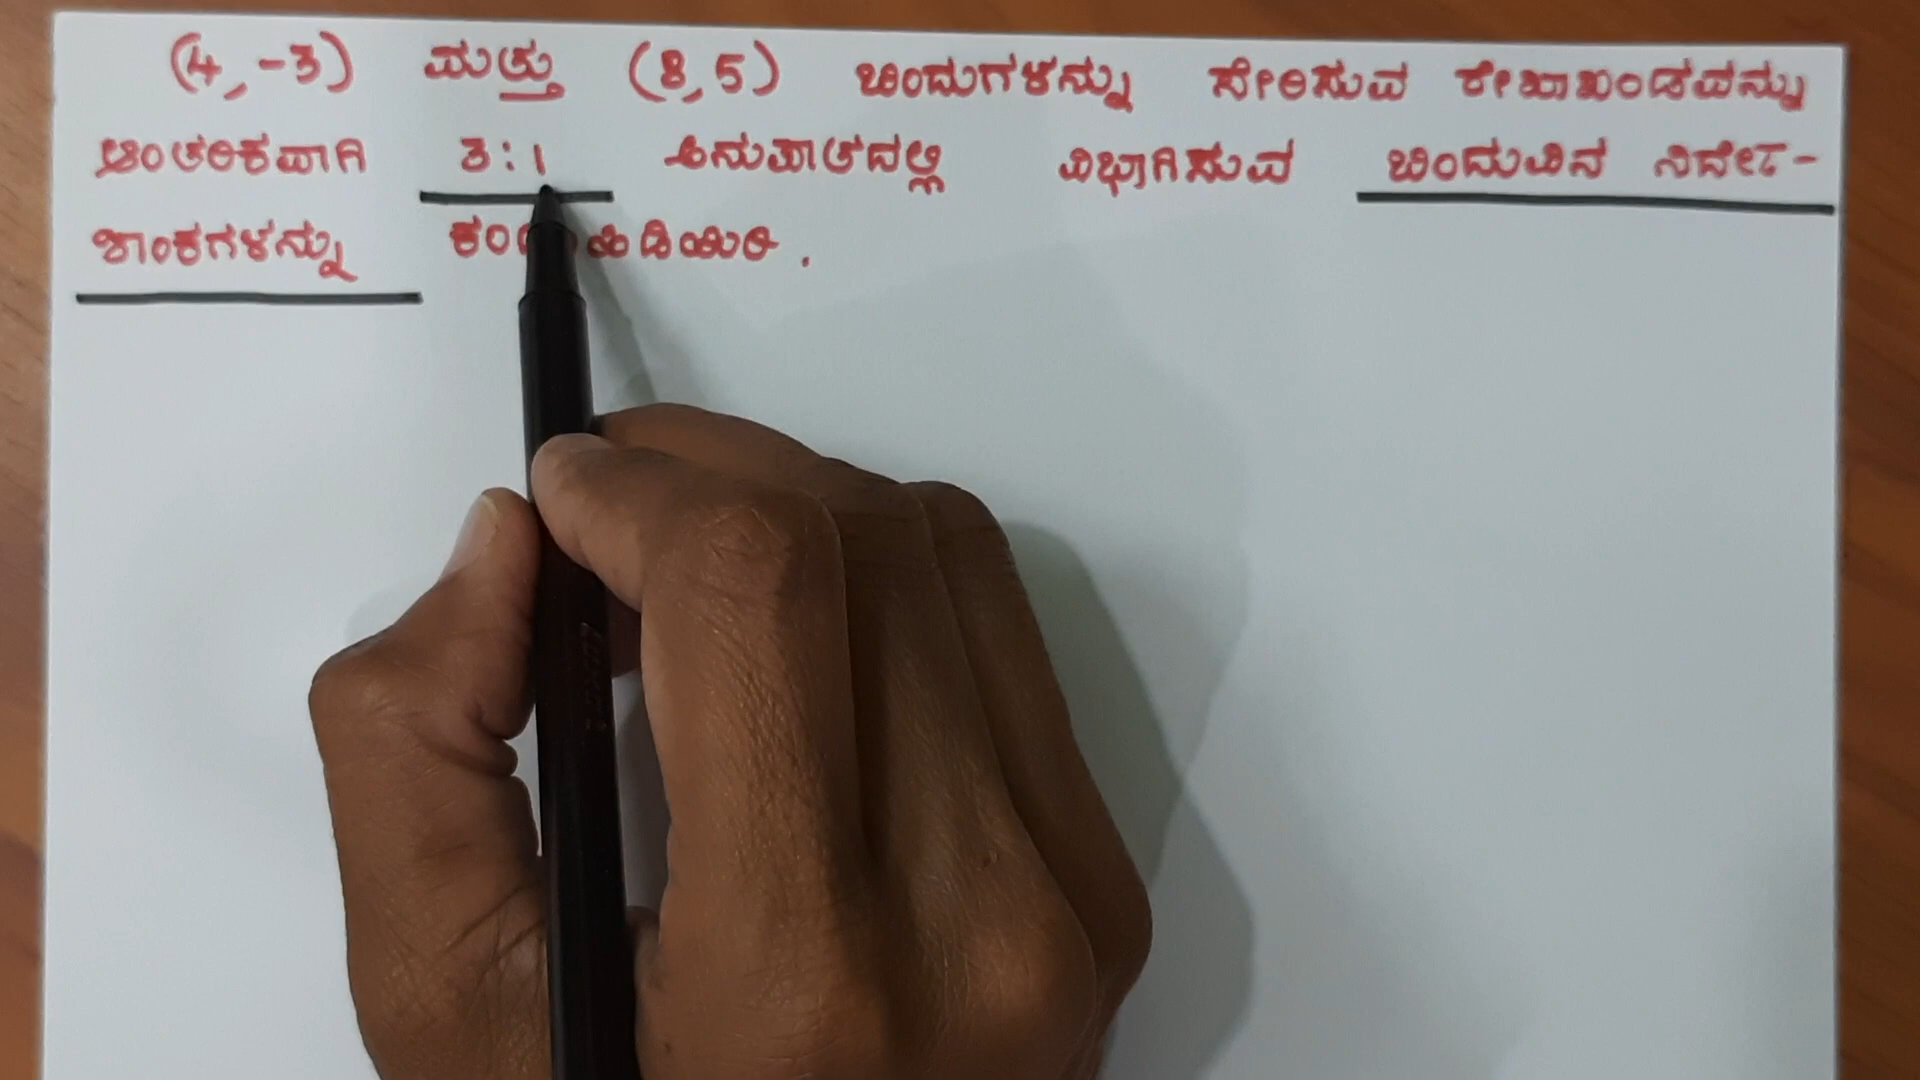 (4, -3) ಮತ್ತು (8, 5) ಬಿಂದುಗಳನ್ನು ಸೇರಿಸುವ ರೇಖಾಖಂಡವನ್ನು
ಆಂತರಿಕವಾಗಿ 3 : 1 ಅನುಪಾತದಲ್ಲಿ ವಿಭಾಗಿಸುವ ಬಿಂದುವಿನ ನಿರ್ದೇ-
ಶಾಂಕಗಳನ್ನು